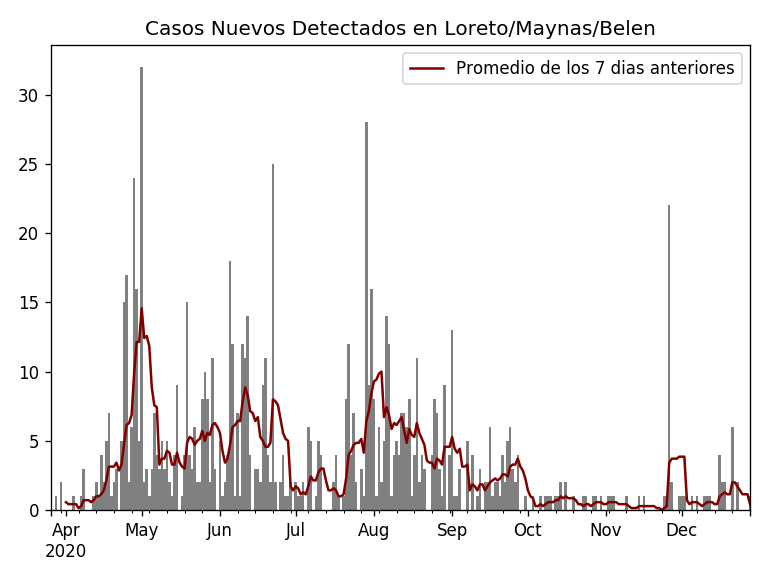 Casos Nuevos Detectados en Loreto/Maynas/Belen
Promedio de los 7 dias anteriores
30
25
20
15
10
5
0
Apr May Jun Jul Aug Sep Oct Nov Dec
2020